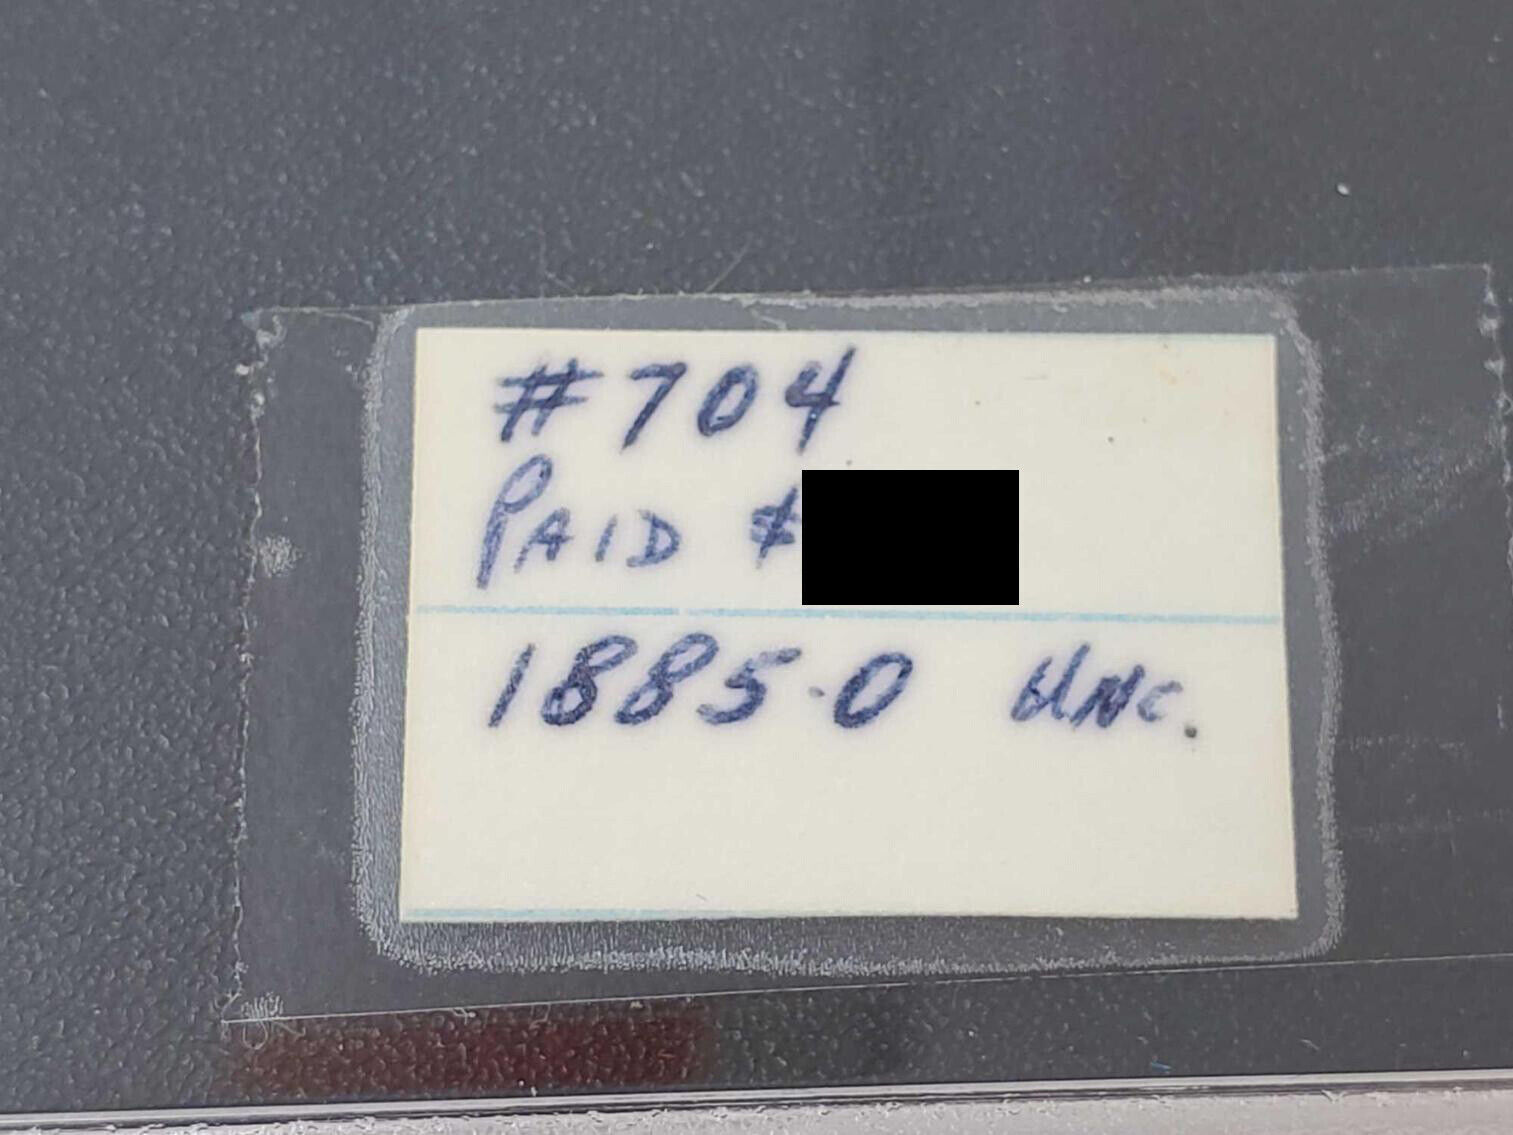 #704
PAID $
1885-O UNC.